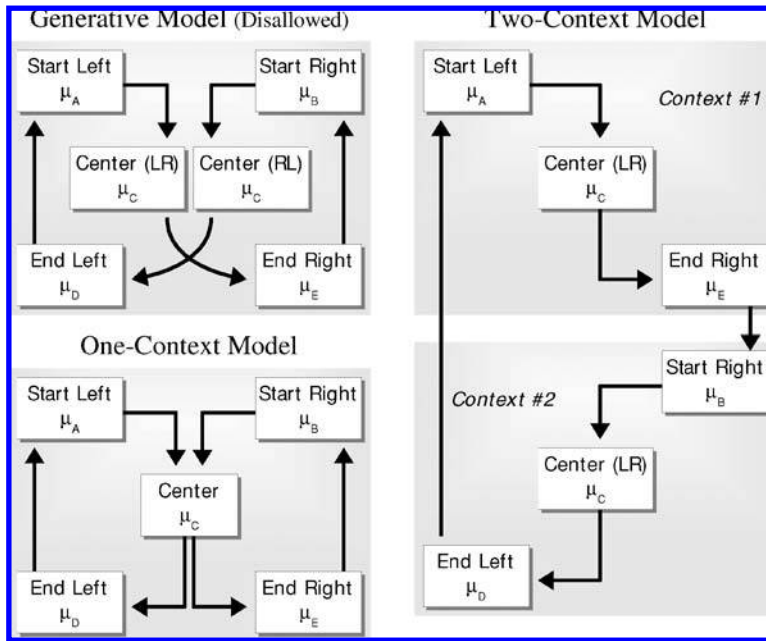 Generative Model (Disallowed)
Start Left
μA
Start Right
μB
Center (LR)
μC
Center (RL)
μC
End Left
μD
End Right
μE
One-Context Model
Start Left
μA
Start Right
μB
Center
μC
End Left
μD
End Right
μE
Two-Context Model
Start Left
μA
Context #1
Center (LR)
μC
End Right
μE
Start Right
μB
Context #2
Center (LR)
μC
End Left
μD